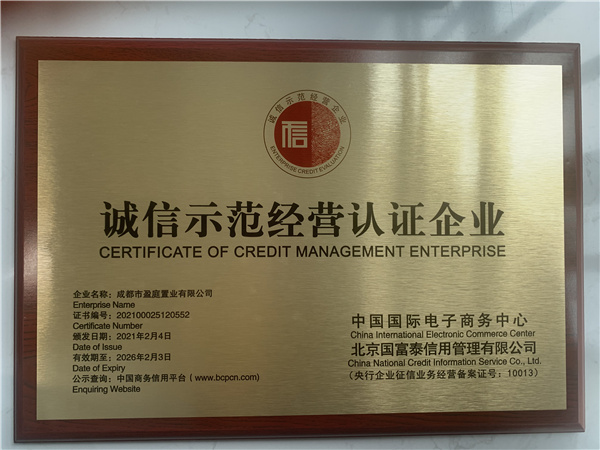 诚信示范经营企业
信
ENTERPRISE CREDIT EVALUATION
诚信示范经营认证企业
CERTIFICATE OF CREDIT MANAGEMENT ENTERPRISE
企业名称：成都市盈庭置业有限公司
Enterprise Name
证书编号：202100025120552
Certificate Number
颁发日期：2021年2月4日
Date of Issue
有效期至：2026年2月3日
Date of Expiry
公示查询：中国商务信用平台（www.bcpcn.com)
Enquiring Website
中国国际电子商务中心
China International Electronic Commerce Center
北京国富泰信用管理有限公司
China National Credit Information Service Co., Ltd.
（央行企业征信业务经营备案证号：10013）